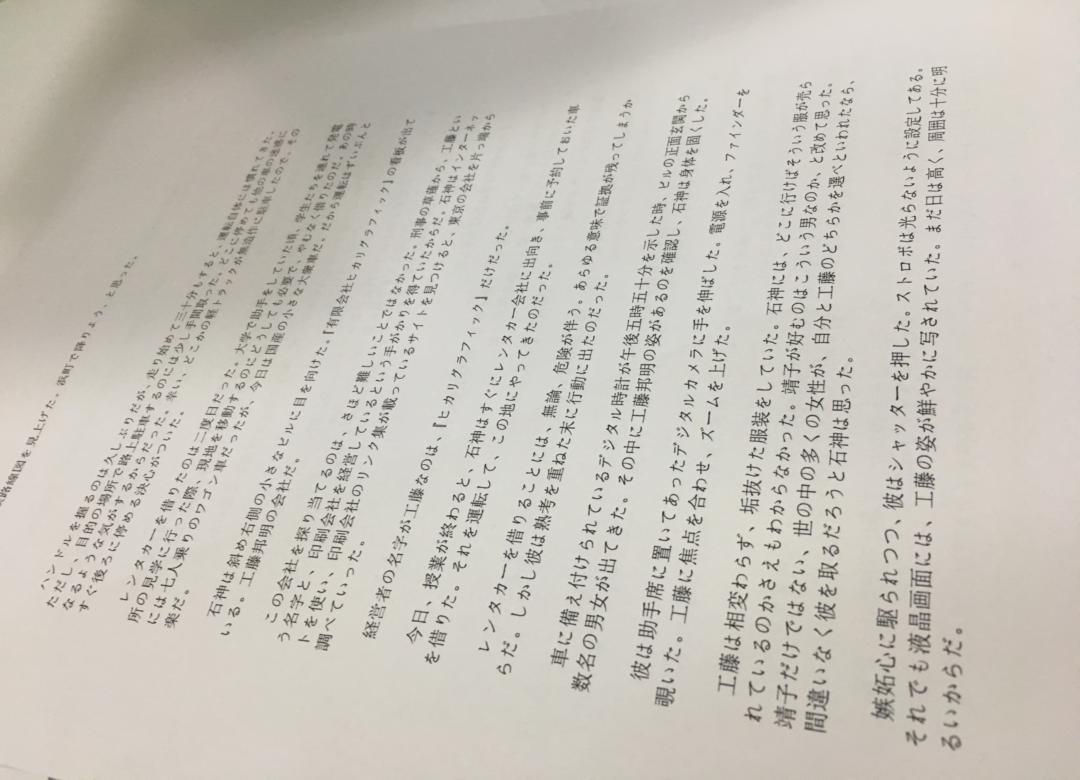 路線図を見上げた。浜町で降りよう、と思った。
ハンドルを握るのは久しぶりだが、走り始めて三十分もすると、運転自体には慣れてきた。
ただし、目的の場所で路上駐車するのには少し手間取った。どこに停めても他の車の迷惑に
なるような気がするからだった。幸い、どこかの軽トラックが無造作に駐車したので、その
すぐ後ろに停める決心がついた。
レンタカーを借りたのは二度目だった。大学で助手をしていた頃、学生たちを連れて発電
所の見学に行った際、現地を移動するのにどうしても必要で、やむなく借りたのだ。あの時
には七人乗りのワゴン車だったが、今日は国産の小さな大衆車だ。だから運転はずいぶんと
楽だ。
石神は斜め右側の小さなビルに目を向けた。『有限会社ヒカリグラフィック』の看板が出て
いる。工藤邦明の会社だ。
この会社を探り当てるのは、さほど難しいことではなかった。刑事の草薙から、工藤とい
う名字と、印刷会社を経営しているという手がかりを得ていたからだ。石神はインターネッ
トを使い、印刷会社のリンク集が載っているサイトを見つけると、東京の会社を片っ端から
調べていった。
経営者の名字が工藤なのは、『ヒカリグラフィック』だけだった。
今日、授業が終わると、石神はすぐにレンタカー会社に出向き、事前に予約しておいた車
を借りた。それを運転して、この地にやってきたのだった。
レンタカーを借りることには、無論、危険が伴う。あらゆる意味で証拠が残ってしまうか
らだ。しかし彼は熟考を重ねた末に行動に出たのだった。
車に備え付けられているデジタル時計が午後五時五十分を示した時、ビルの正面玄関から
数名の男女が出てきた。その中に工藤邦明の姿があるのを確認し、石神は身体を固くした。
彼は助手席に置いてあったデジタルカメラに手を伸ばした。電源を入れ、ファインダーを
覗いた。工藤に焦点を合わせ、ズームを上げた。
工藤は相変わらず、垢抜けた服装をしていた。石神には、どこに行けばそういう服が売ら
れているのかさえもわからなかった。靖子が好むのはこういう男なのか、と改めて思った。
靖子だけではない、世の中の多くの女性が、自分と工藤のどちらかを選べといわれたなら、
間違いなく彼を取るだろうと石神は思った。
嫉妬心に駆られつつ、彼はシャッターを押した。ストロボは光らないように設定してある。
それでも液晶画面には、工藤の姿が鮮やかに写されていた。まだ日は高く、周囲は十分に明
るいからだ。